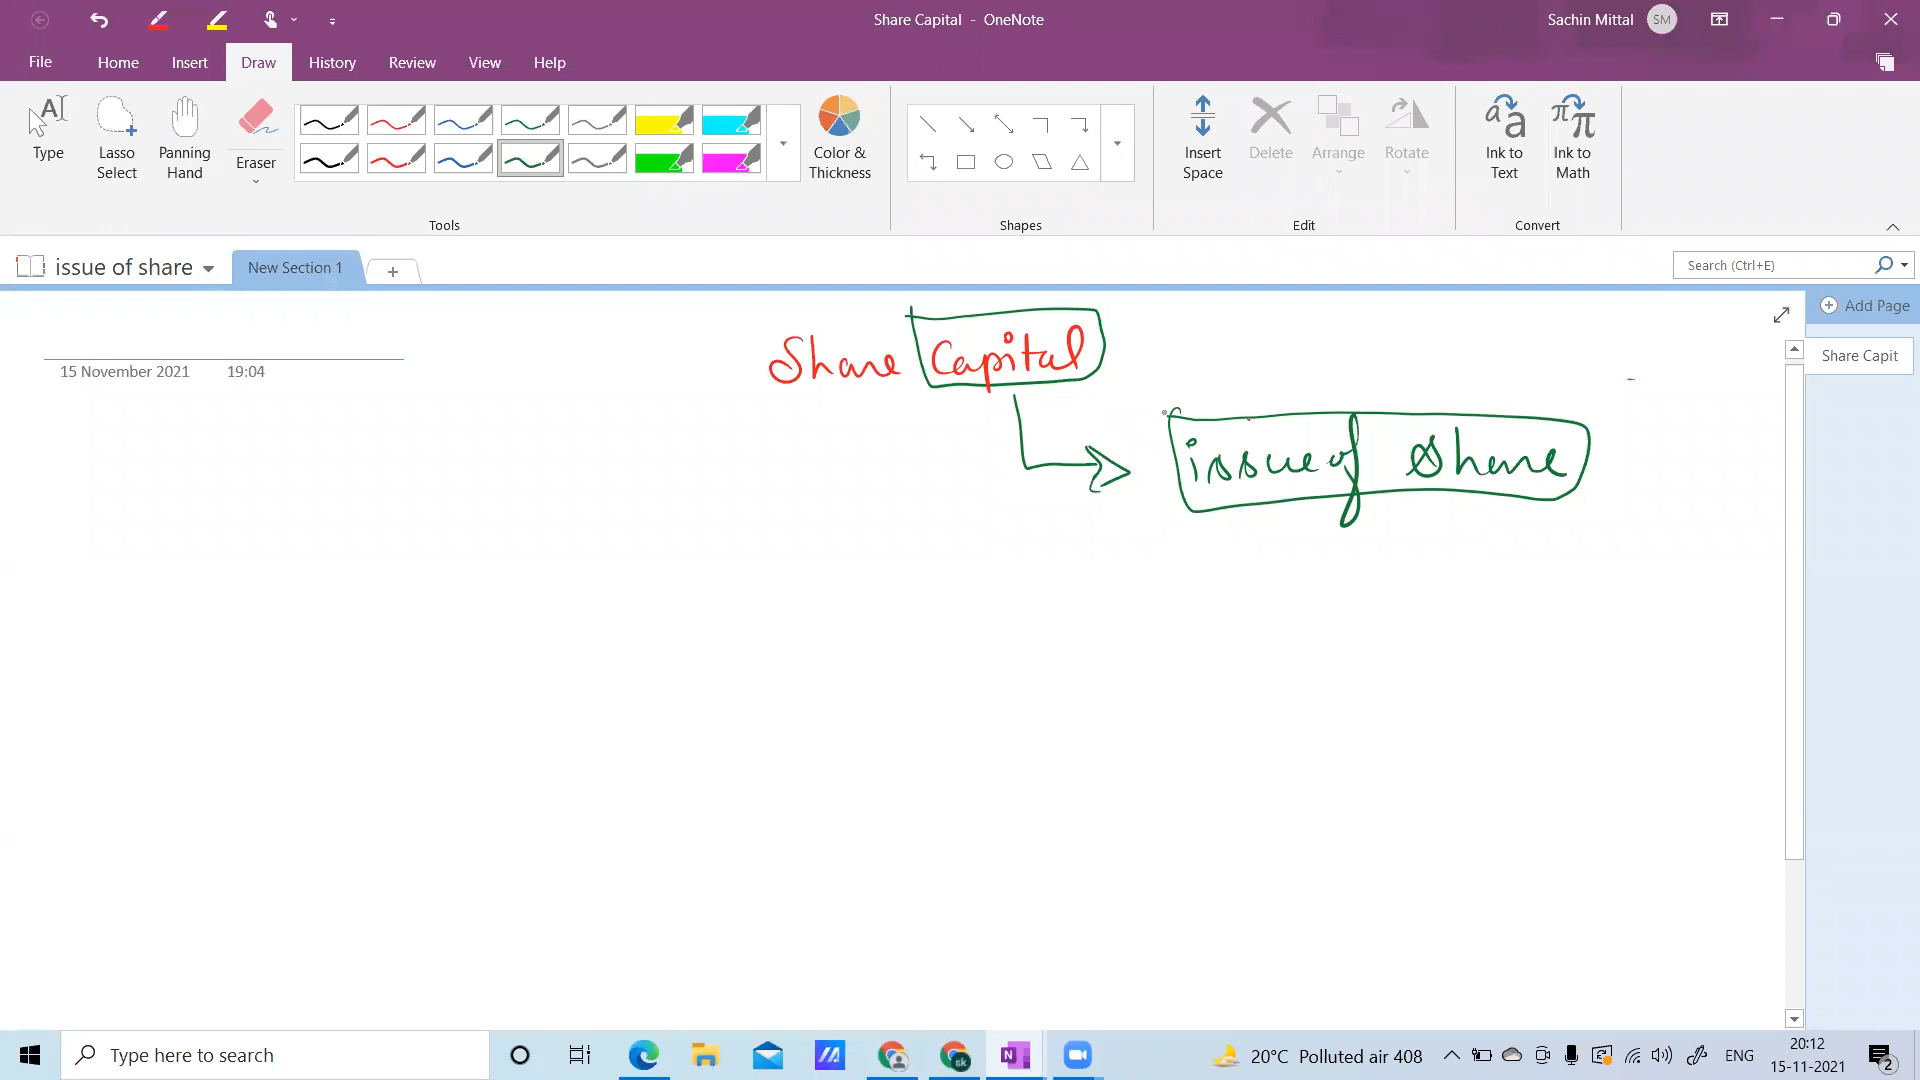 Share Capital - OneNote
Sachin Mittal SM
File Home Insert Draw History Review View Help
Type
Lasso Select
Panning Hand
Eraser
Color & Thickness
Insert Space
Delete
Arrange
Rotate
Ink to Text
Ink to Math
Tools Shapes Edit Convert
issue of share New Section 1 + Search (Ctrl+E)
Add Page
Share Capital
Share Capit
15 November 2021 19:04
issue of Share
Type here to search 20°C Polluted air 408 ENG 20:12
15-11-2021 2